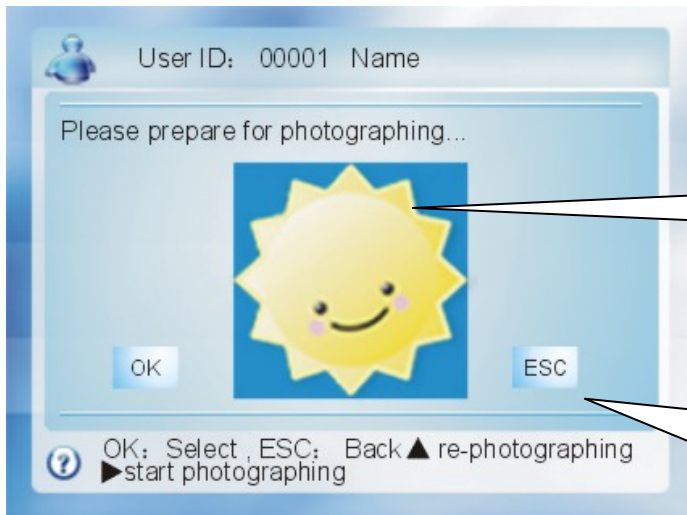 User ID： 00001 Name
Please prepare for photographing...
OK
ESC
OK： Select , ESC： Back ▲ re-photographing
▶start photographing